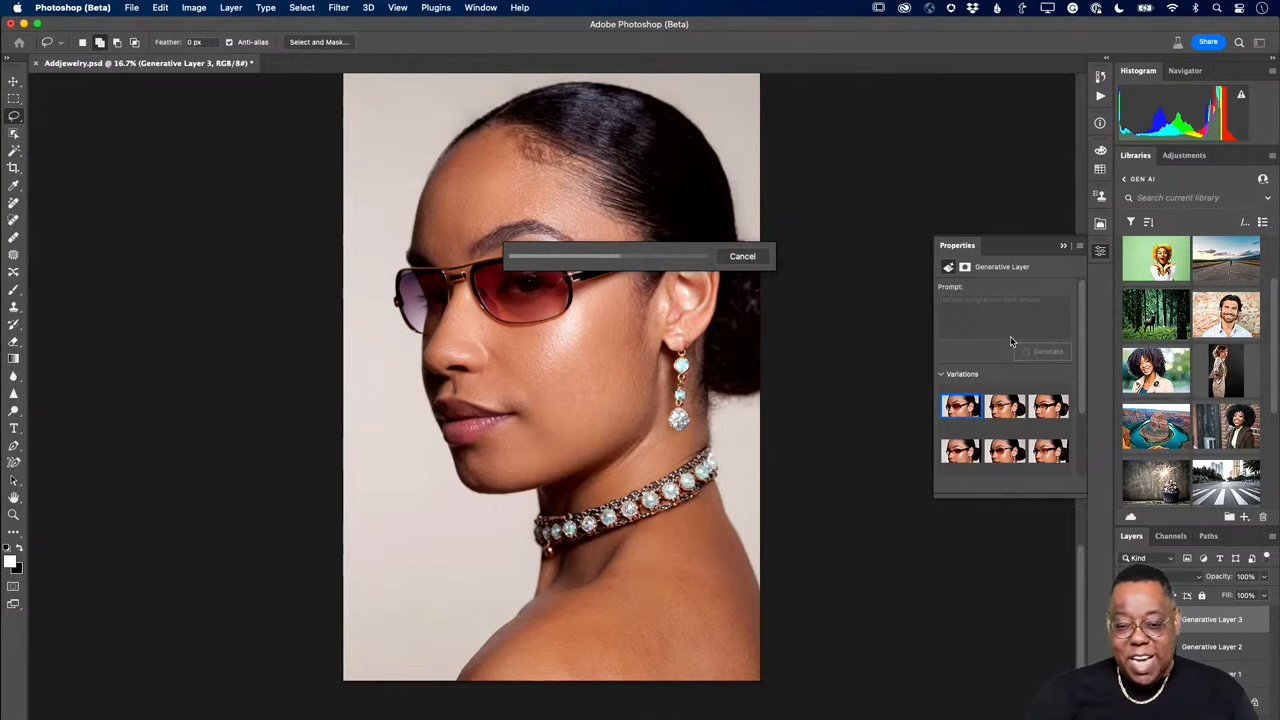 Photoshop (Beta) File Edit Image Layer Type Select Filter 3D View Plugins Window Help
Adobe Photoshop (Beta)
Feather: 0 px Anti-alias Select and Mask... Share
× Addjewelry.psd @ 16.7% (Generative Layer 3, RGB/8#) *
Histogram Navigator
Libraries Adjustments
GEN AI
Search current library
Cancel
Properties
Generative Layer
Prompt:
Generate
Variations
Layers Channels Paths
Kind
Opacity: 100%
Fill: 100%
Generative Layer 3
Generative Layer 2
1